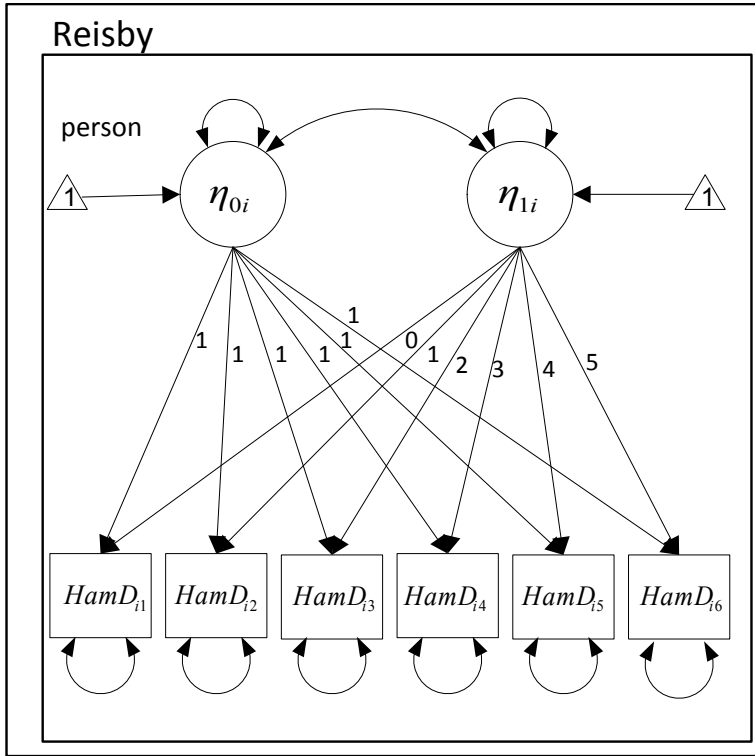 Reisby
person
1 η0i η1i 1
1
1 1 1 1 1 0 1 2 3 4 5
HamDi1 HamDi2 HamDi3 HamDi4 HamDi5 HamDi6